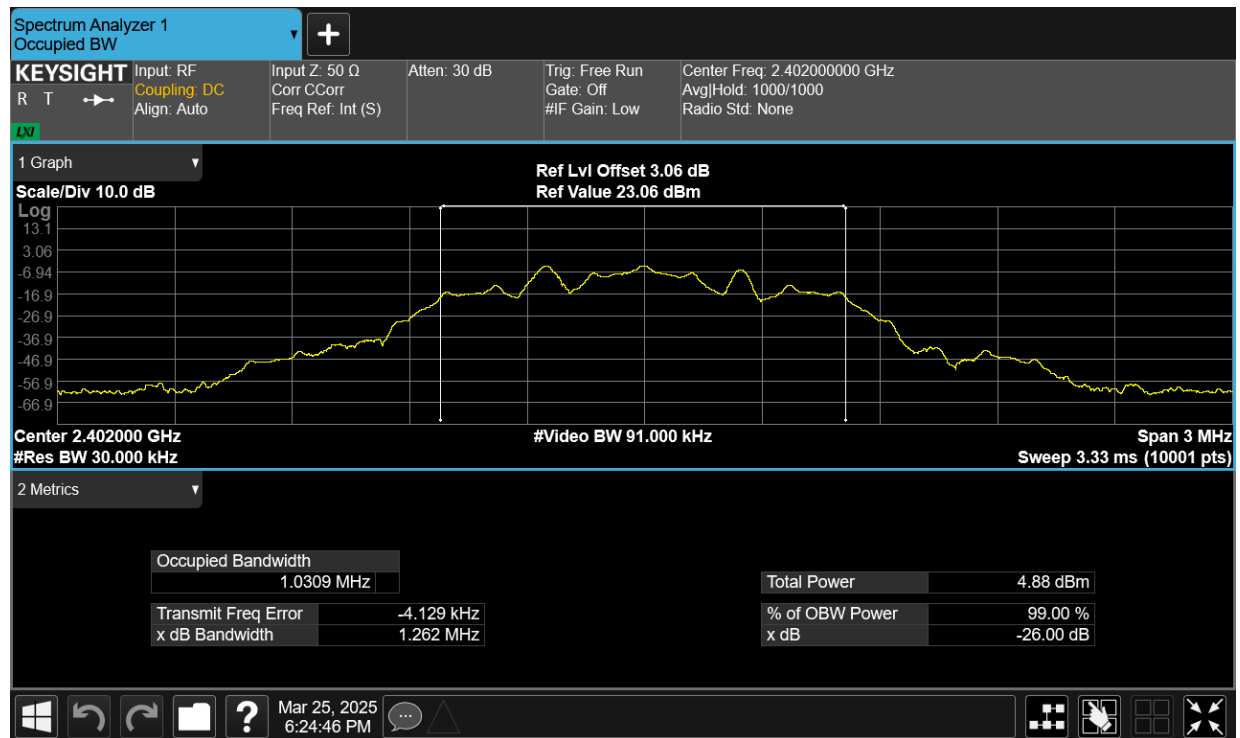 Spectrum Analyzer 1
Occupied BW
KEYSIGHT
R T
LXI
Input: RF
Coupling: DC
Align: Auto
Input Z: 50 Ω
Corr CCorr
Freq Ref: Int (S)
Atten: 30 dB
Trig: Free Run
Gate: Off
#IF Gain: Low
Center Freq: 2.402000000 GHz
Avg|Hold: 1000/1000
Radio Std: None
1 Graph
Scale/Div 10.0 dB
Ref Lvl Offset 3.06 dB
Ref Value 23.06 dBm
Log
13.1
3.06
-6.94
-16.9
-26.9
-36.9
-46.9
-56.9
-66.9
Center 2.402000 GHz
#Video BW 91.000 kHz
Span 3 MHz
#Res BW 30.000 kHz
Sweep 3.33 ms (10001 pts)
2 Metrics
Occupied Bandwidth
1.0309 MHz
Total Power 4.88 dBm
Transmit Freq Error -4.129 kHz
% of OBW Power 99.00 %
x dB Bandwidth 1.262 MHz
x dB -26.00 dB
?
Mar 25, 2025
6:24:46 PM